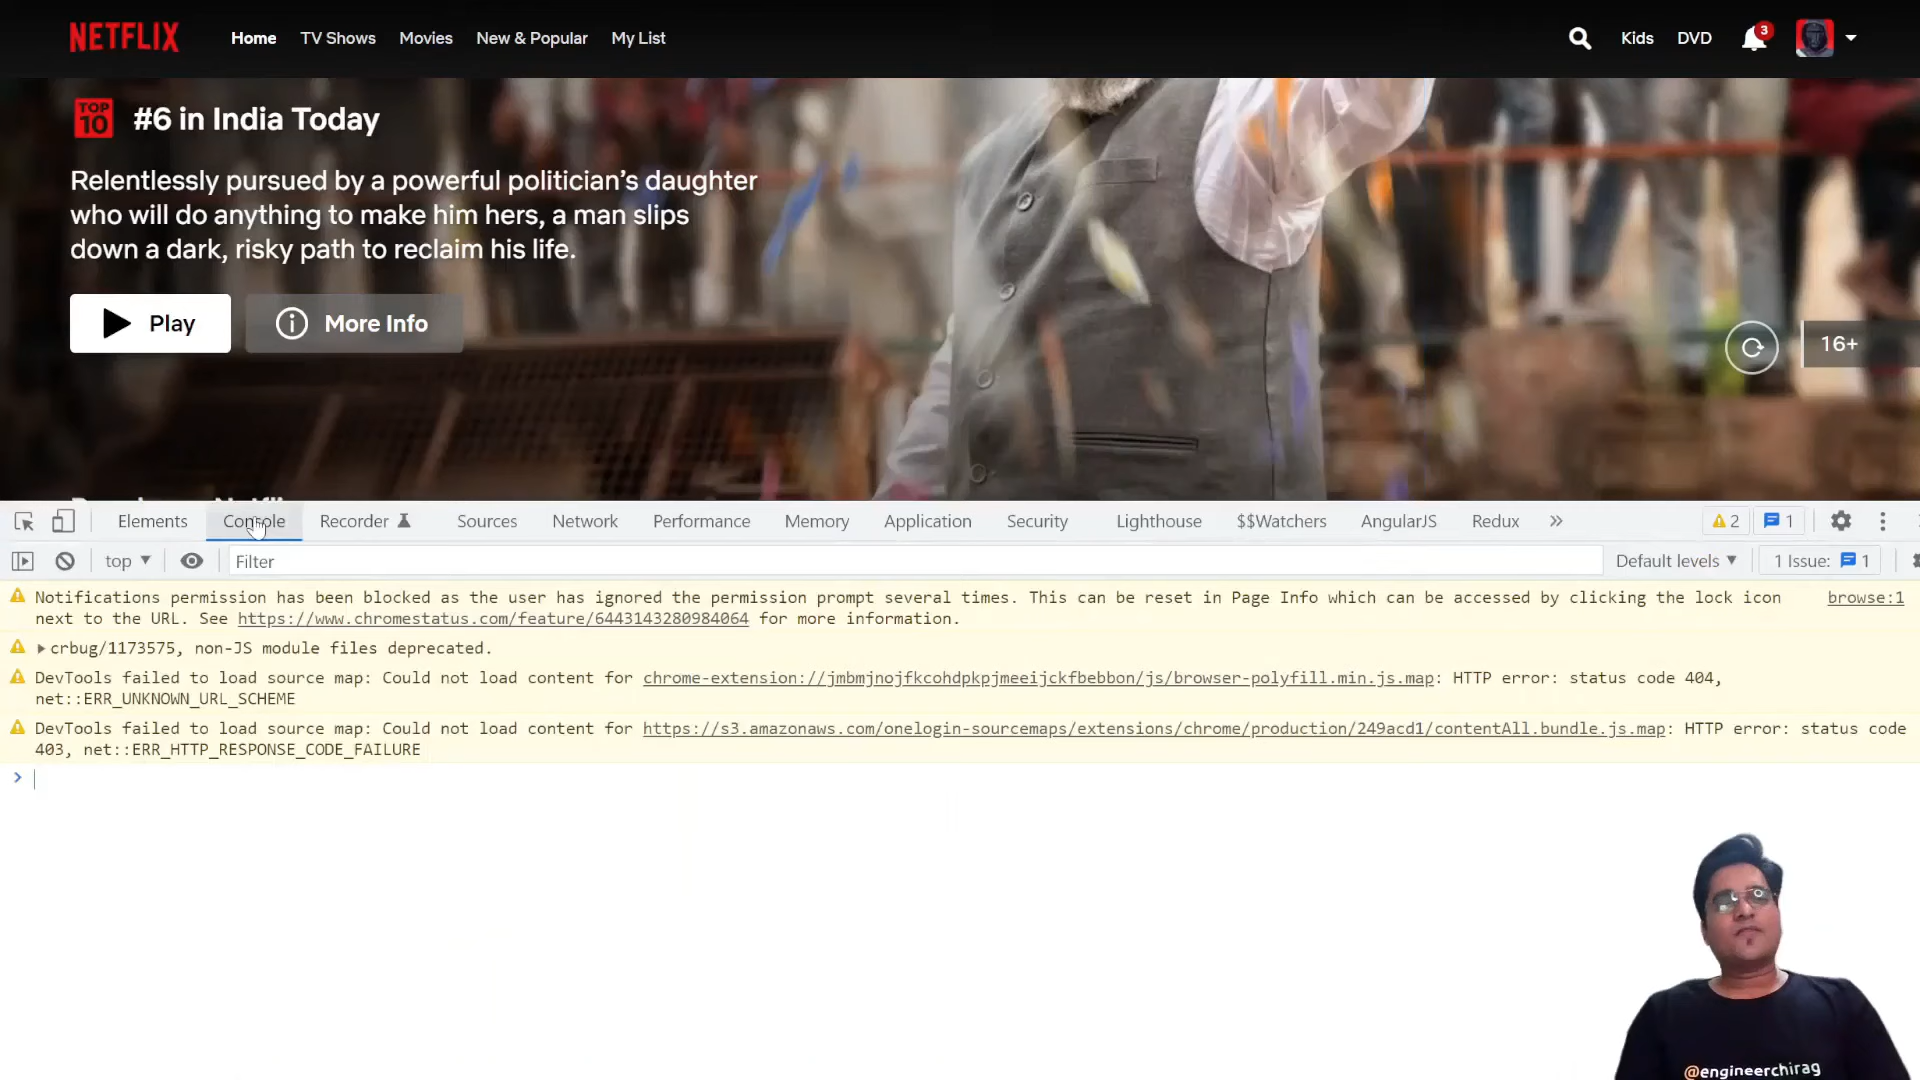 NETFLIX Home TV Shows Movies New & Popular My List Kids DVD 3
TOP 10 #6 in India Today
Relentlessly pursued by a powerful politician's daughter
who will do anything to make him hers, a man slips
down a dark, risky path to reclaim his life.
Play More Info
16+
Elements Console Recorder Sources Network Performance Memory Application Security Lighthouse $$Watchers AngularJS Redux » 2 1
top Filter Default levels 1 Issue: 1
Notifications permission has been blocked as the user has ignored the permission prompt several times. This can be reset in Page Info which can be accessed by clicking the lock icon browse:1
next to the URL. See https://www.chromestatus.com/feature/6443143280984064 for more information.
crbug/1173575, non-JS module files deprecated.
DevTools failed to load source map: Could not load content for chrome-extension://jmbmjnojfkcohdpkpjmeeijckfbebbon/js/browser-polyfill.min.js.map: HTTP error: status code 404,
net::ERR_UNKNOWN_URL_SCHEME
DevTools failed to load source map: Could not load content for https://s3.amazonaws.com/onelogin-sourcemaps/extensions/chrome/production/249acd1/contentAll.bundle.js.map: HTTP error: status code
403, net::ERR_HTTP_RESPONSE_CODE_FAILURE
>
@engineerchirag